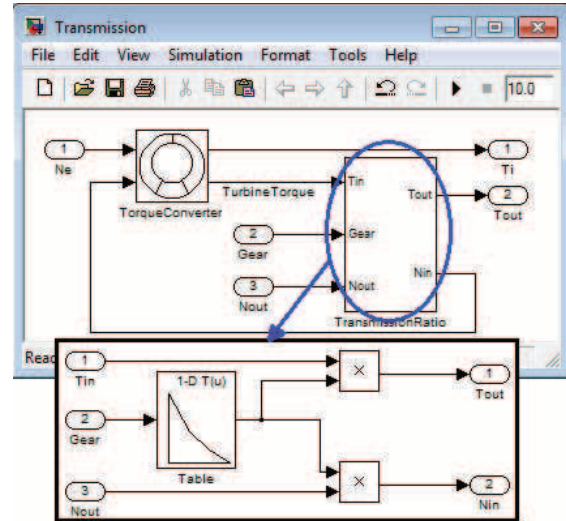 Transmission
File Edit View Simulation Format Tools Help
10.0
1
Ne
TorqueConverter
TurbineTorque
2
Gear
3
Nout
Tin
Gear
Nout
Tout
Nin
TransmissionRatio
1
Ti
2
Tout
Reac
1
Tin
2
Gear
3
Nout
1-D T(u)
Table
×
×
1
Tout
2
Nin